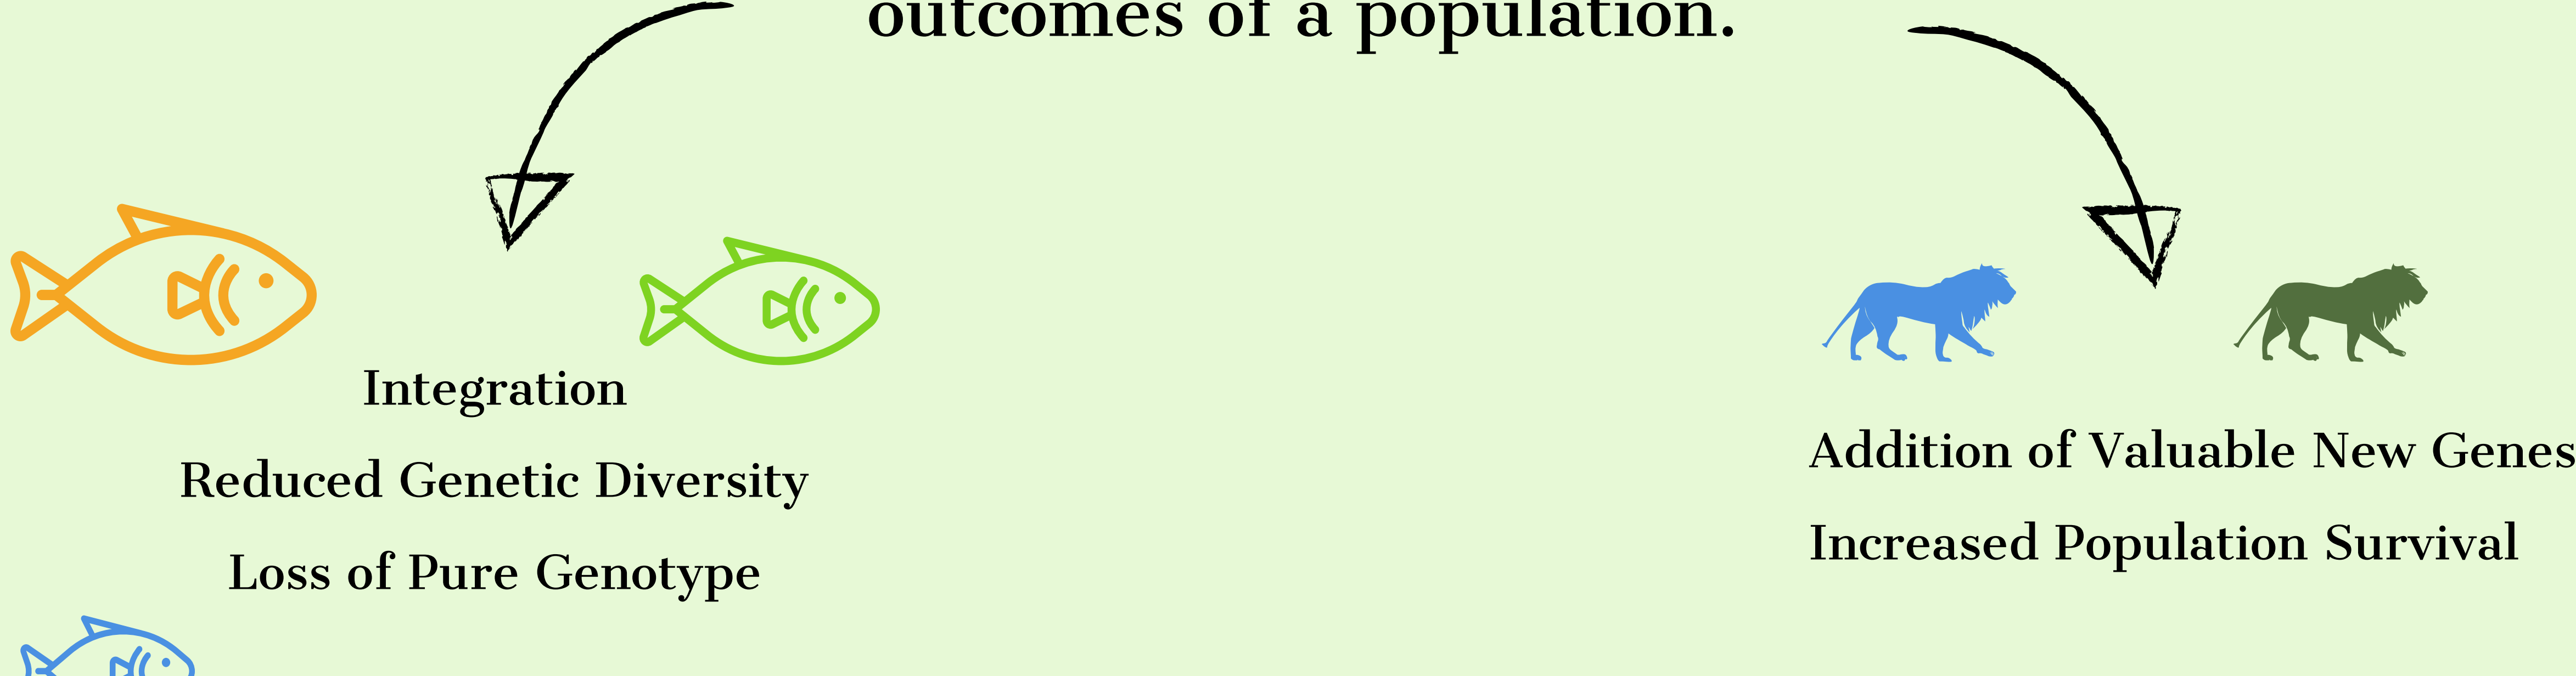 outcomes of a population.
Integration
Reduced Genetic Diversity
Loss of Pure Genotype
Addition of Valuable New Genes
Increased Population Survival